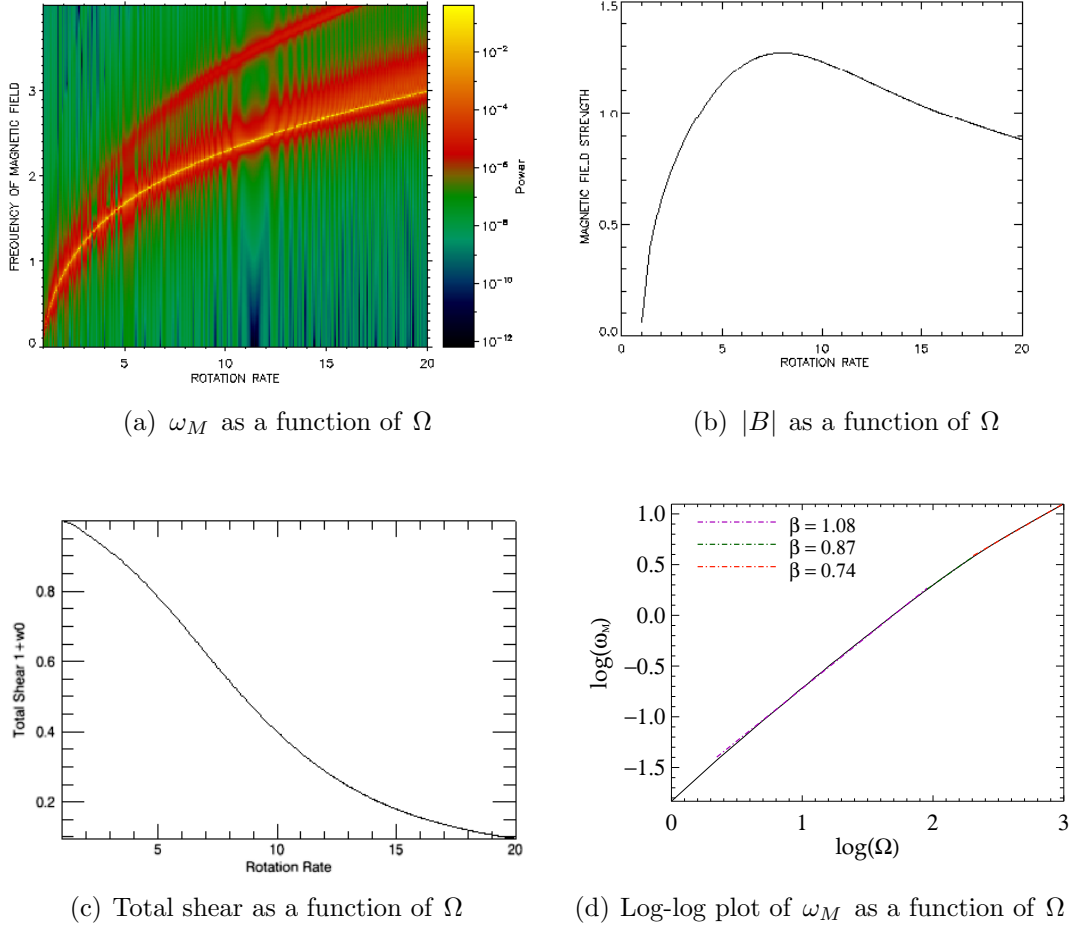 FREQUENCY OF MAGNETIC FIELD
3
2
1
0
5
10
15
20
ROTATION RATE
10⁻²
10⁻⁴
10⁻⁶
10⁻⁸
10⁻¹⁰
10⁻¹²
Power
(a) ω_M as a function of Ω
MAGNETIC FIELD STRENGTH
1.5
1.0
0.5
0.0
0
5
10
15
20
ROTATION RATE
(b) |B| as a function of Ω
Total Shear 1+w0
0.8
0.6
0.4
0.2
5
10
15
20
Rotation Rate
(c) Total shear as a function of Ω
log(ω_M)
1.0
0.5
0.0
−0.5
−1.0
−1.5
β = 1.08
β = 0.87
β = 0.74
0
1
2
3
log(Ω)
(d) Log-log plot of ω_M as a function of Ω